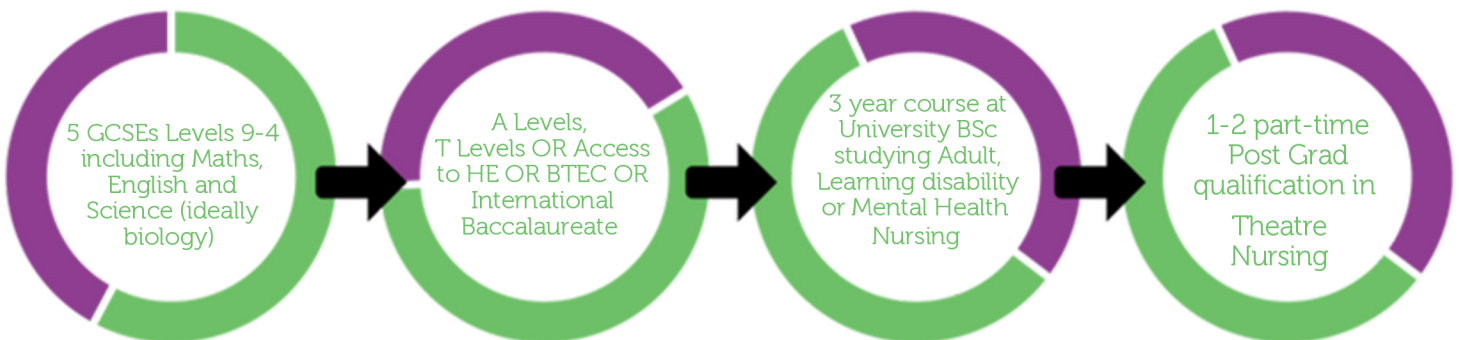 5 GCSEs Levels 9-4
including Maths,
English and
Science (ideally
biology)
A Levels,
T Levels OR Access
to HE OR BTEC OR
International
Baccalaureate
3 year course at
University BSc
studying Adult,
Learning disability
or Mental Health
Nursing
1-2 part-time
Post Grad
qualification in
Theatre
Nursing